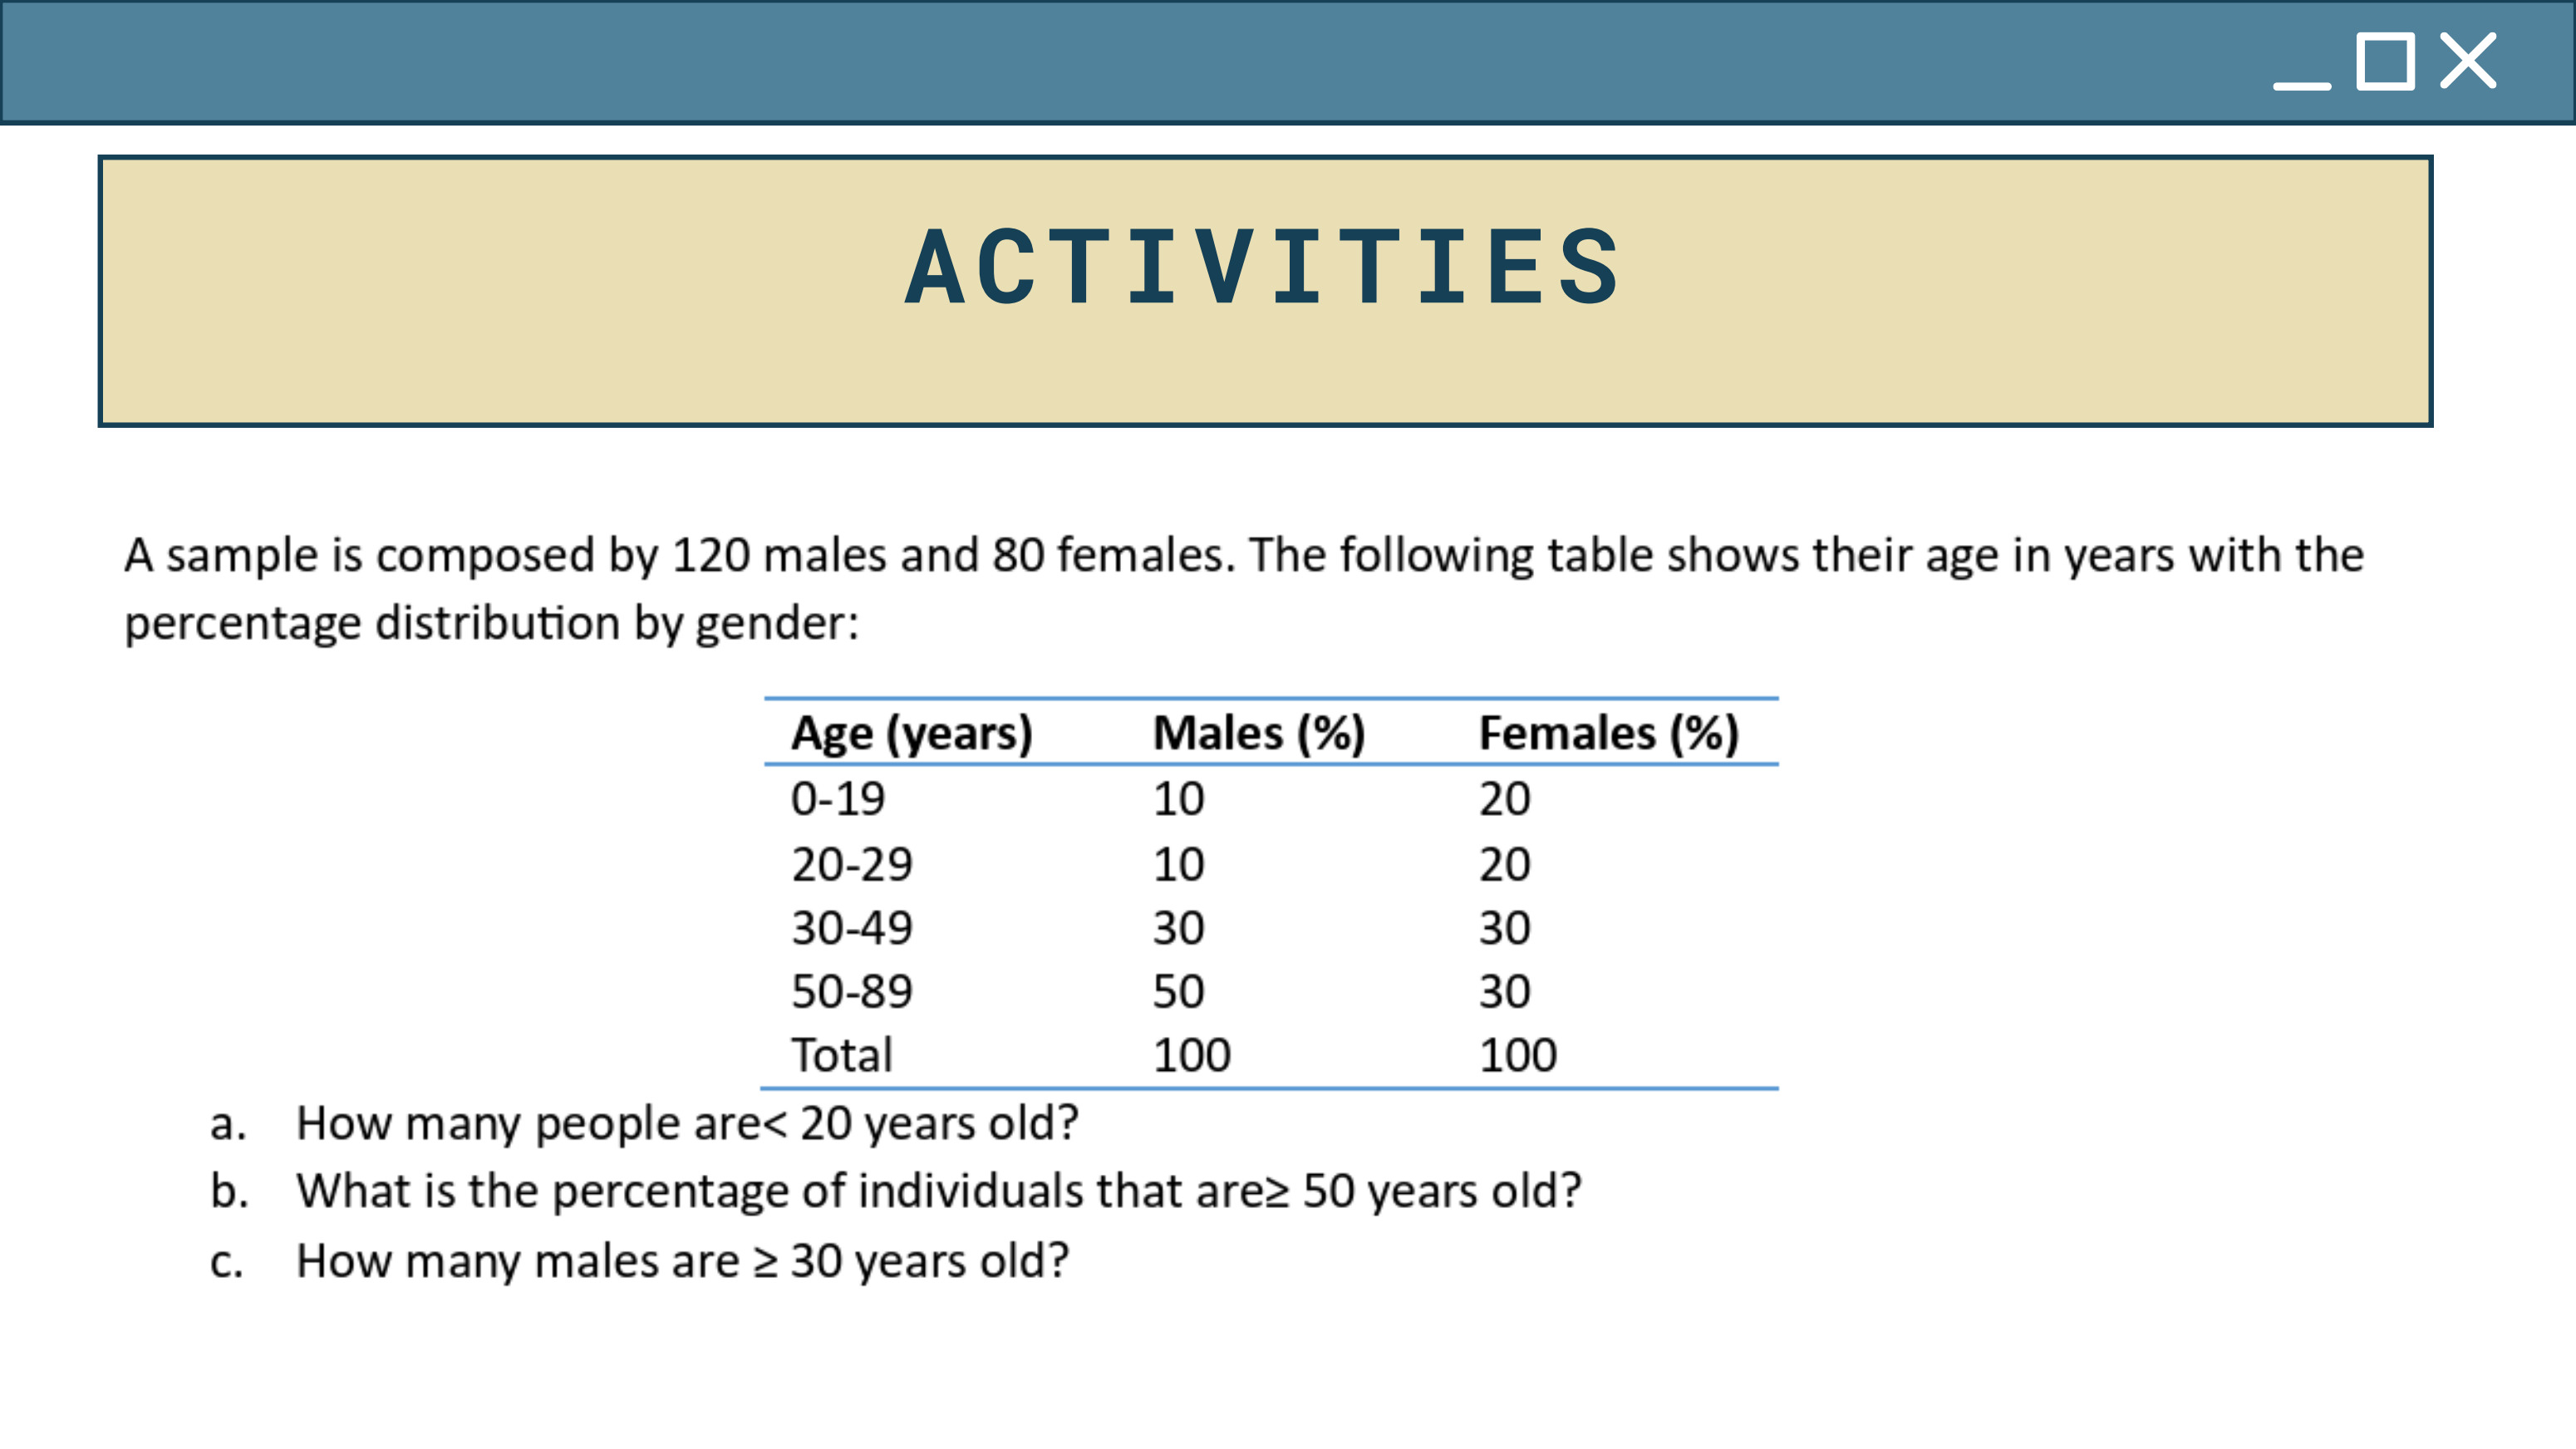 ACTIVITIES
A sample is composed by 120 males and 80 females. The following table shows their age in years with the
percentage distribution by gender:
Age (years) Males (%) Females (%)
0-19 10 20
20-29 10 20
30-49 30 30
50-89 50 30
Total 100 100
a. How many people are< 20 years old?
b. What is the percentage of individuals that are≥ 50 years old?
c. How many males are ≥ 30 years old?